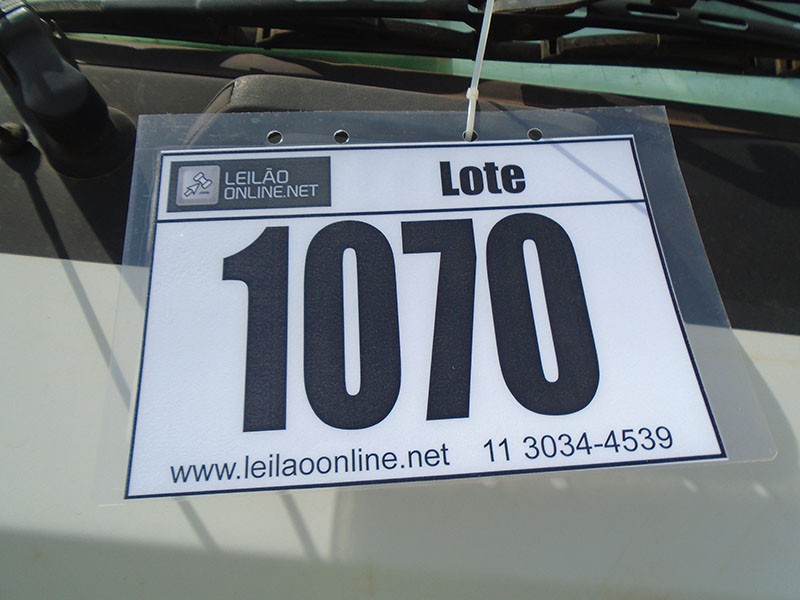 LEILÃO
ONLINE.NET
Lote
1070
www.leilaoonline.net 11 3034-4539